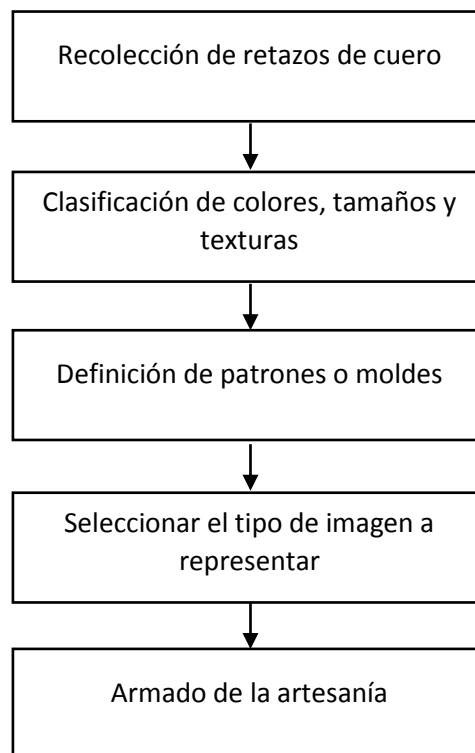 Recolección de retazos de cuero
Clasificación de colores, tamaños y
texturas
Definición de patrones o moldes
Seleccionar el tipo de imagen a
representar
Armado de la artesanía